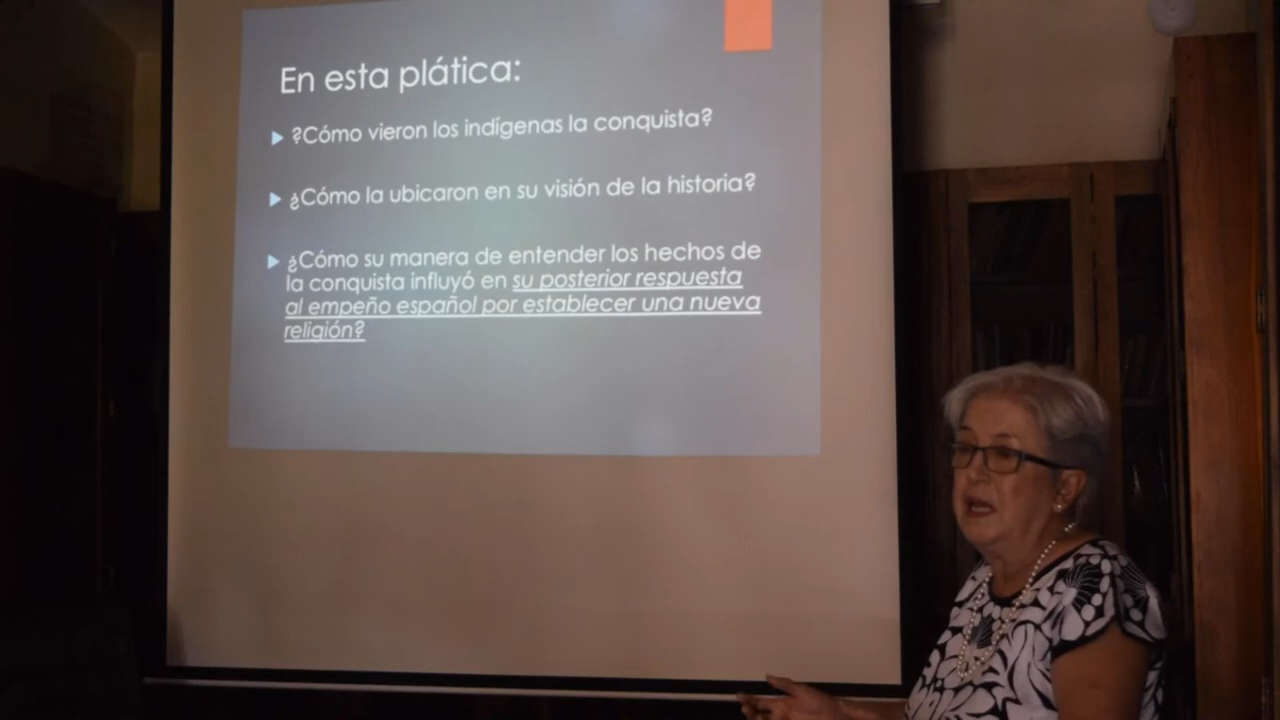 En esta plática:
?Cómo vieron los indígenas la conquista?
¿Cómo la ubicaron en su visión de la historia?
¿Cómo su manera de entender los hechos de
la conquista influyó en su posterior respuesta
al empeño español por establecer una nueva
religión?